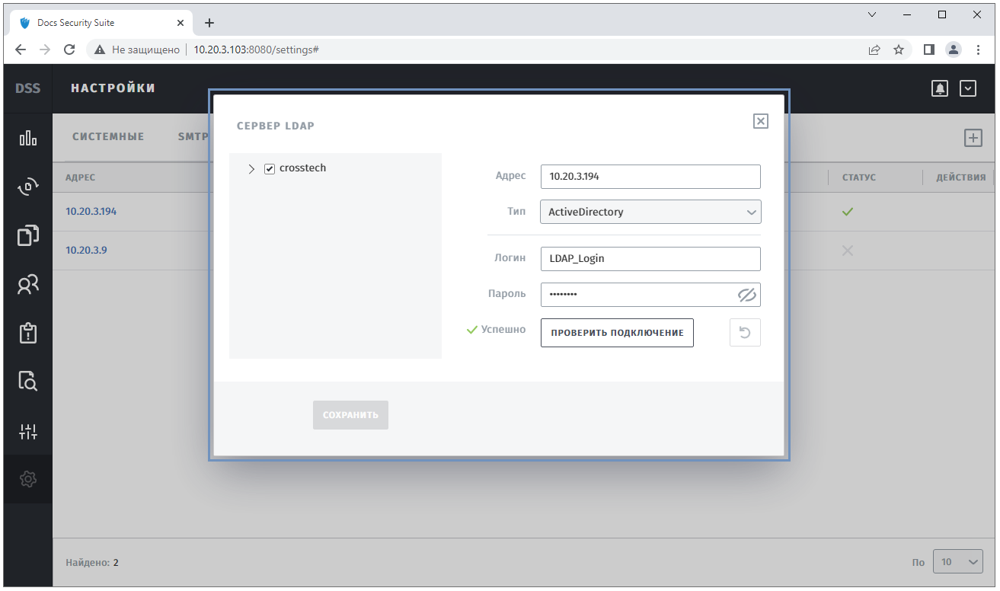 Docs Security Suite
Не защищено 10.20.3.103:8080/settings#
DSS НАСТРОЙКИ
СИСТЕМНЫЕ SMTP
АДРЕС СТАТУС ДЕЙСТВИЯ
10.20.3.194
10.20.3.9
СЕРВЕР LDAP
crosstech
Адрес 10.20.3.194
Тип ActiveDirectory
Логин LDAP_Login
Пароль ••••••••
Успешно ПРОВЕРИТЬ ПОДКЛЮЧЕНИЕ
СОХРАНИТЬ
Найдено: 2 По 10